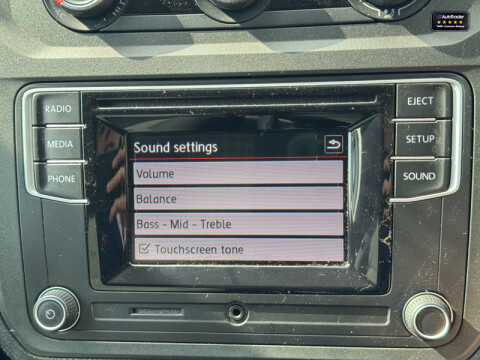 AutoTrader
RADIO
MEDIA
PHONE
EJECT
SETUP
SOUND
Sound settings
Volume
Balance
Bass - Mid - Treble
Touchscreen tone